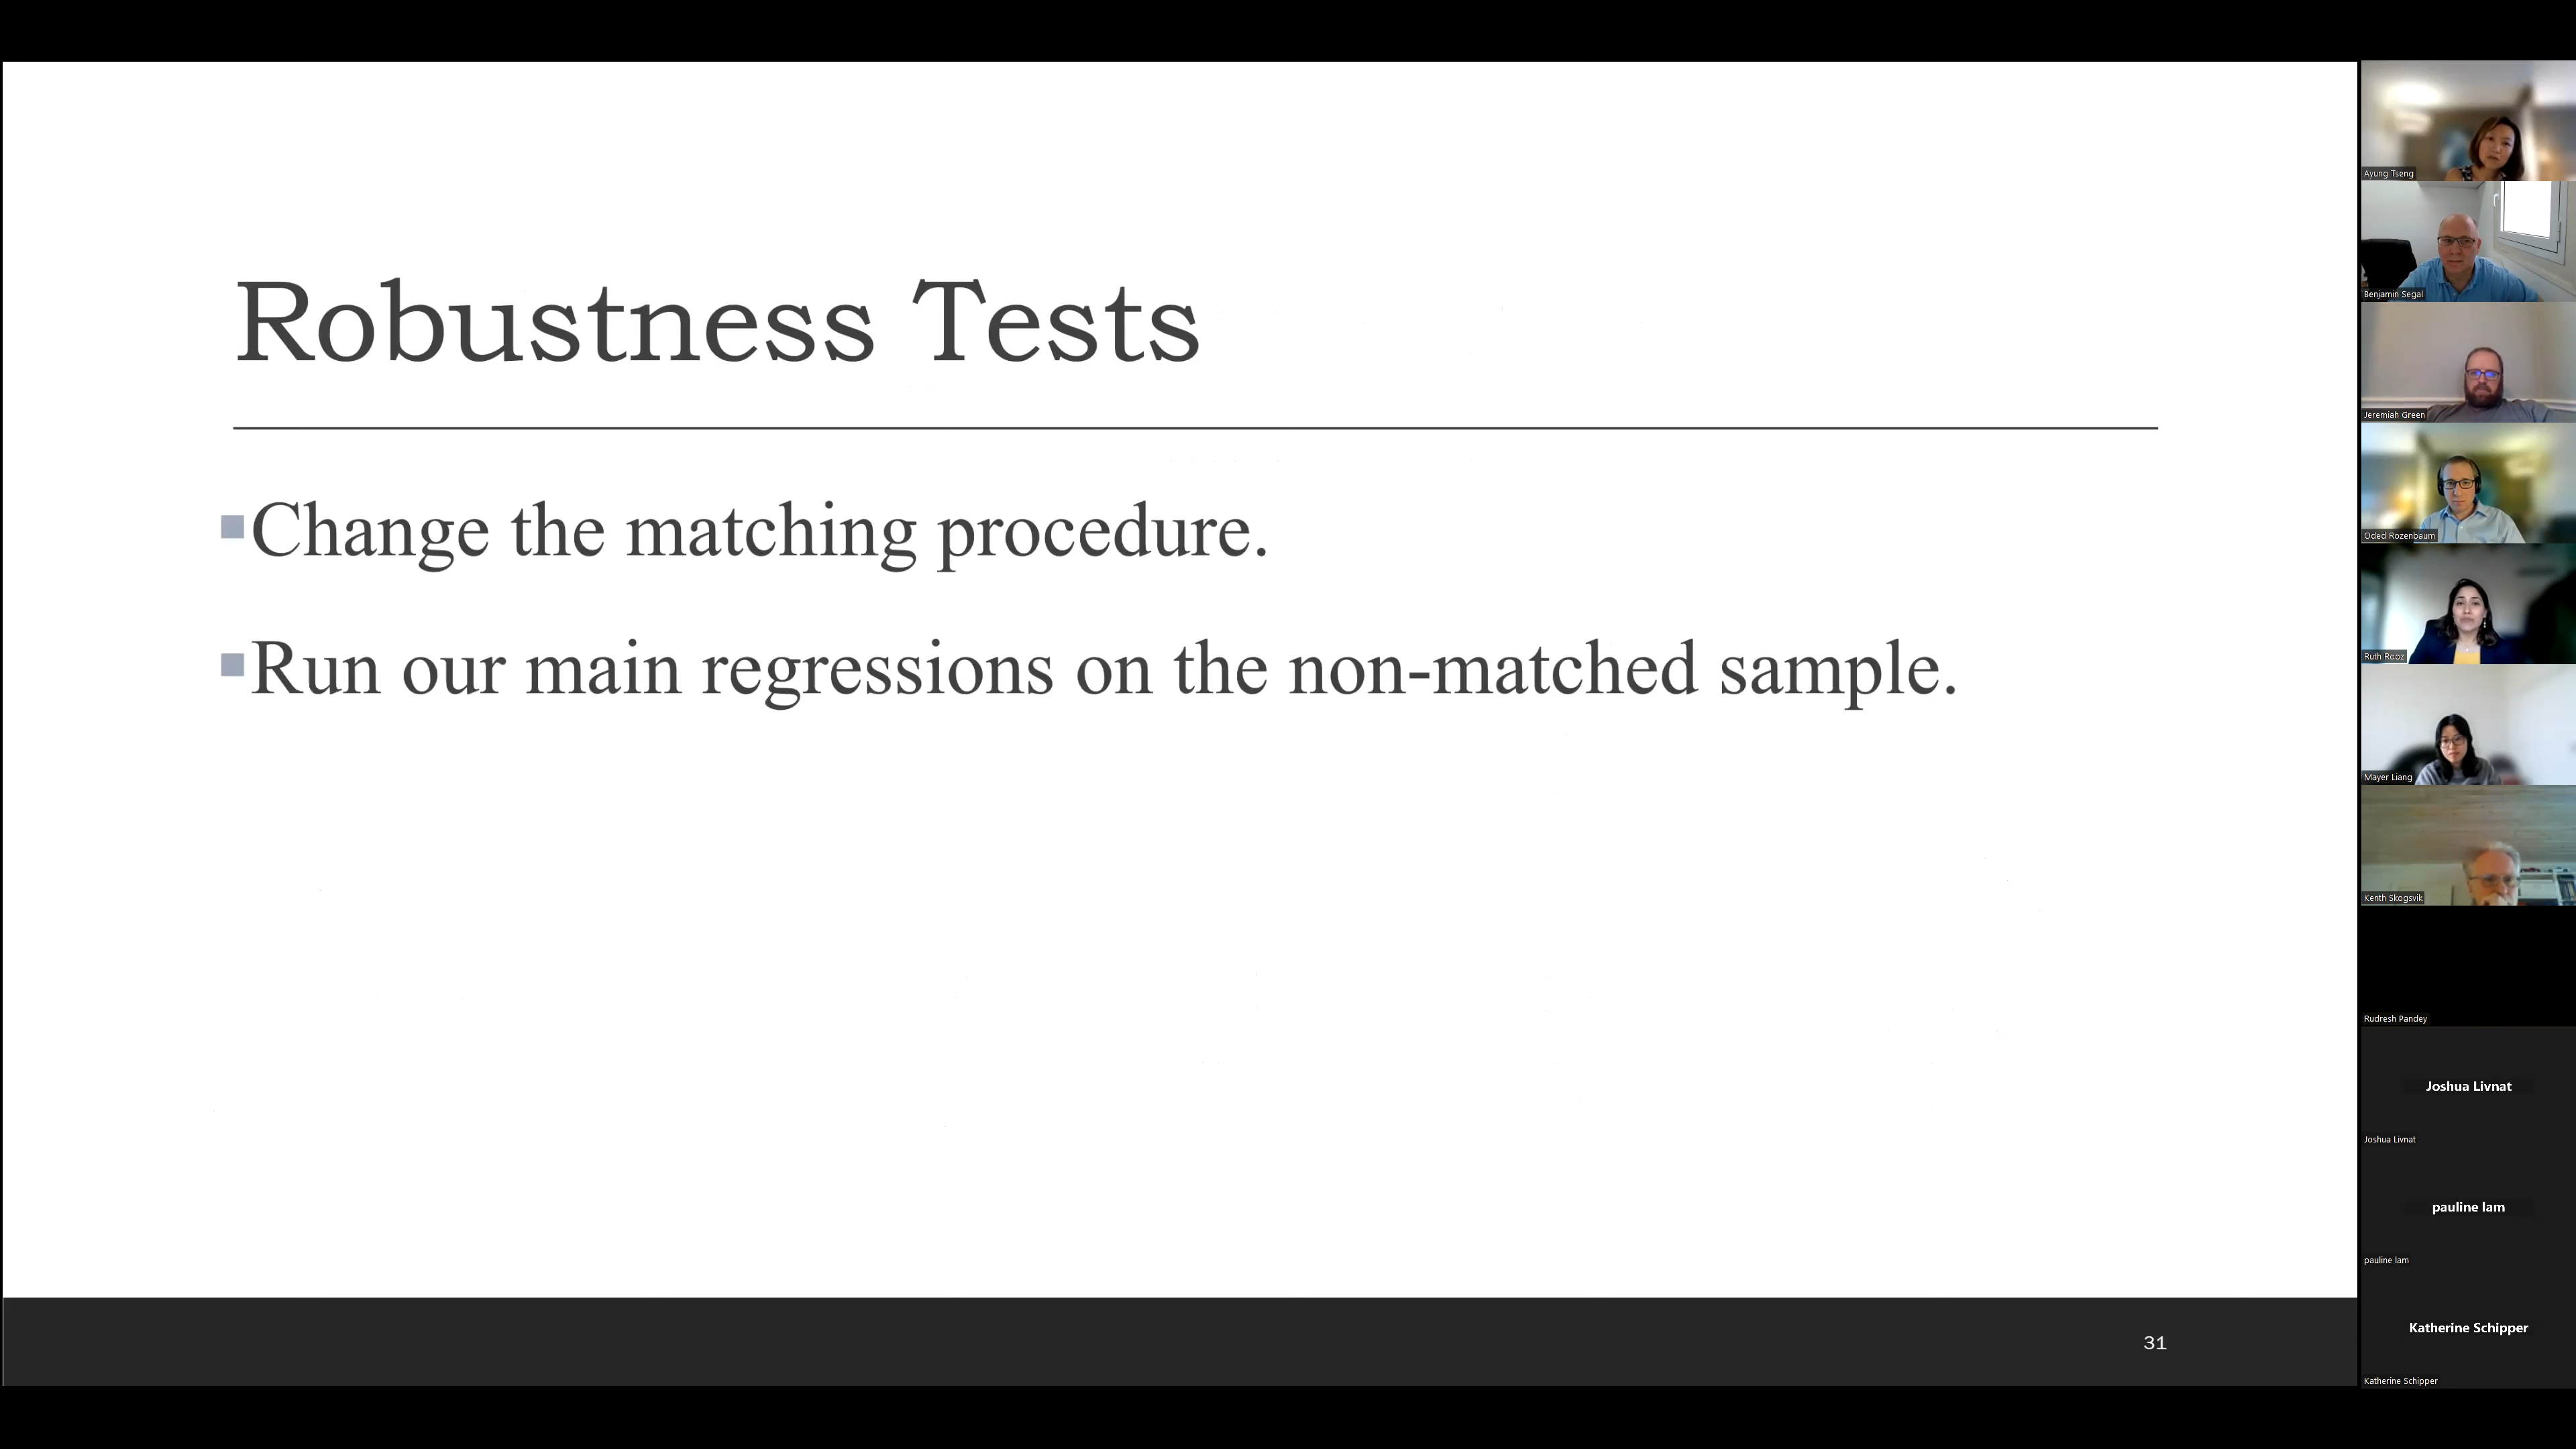 Robustness Tests
Change the matching procedure.
Run our main regressions on the non-matched sample.
31
Ayung Tseng
Benjamin Segal
Jeremiah Green
Oded Rozenbaum
Ruth Rooz
Mayer Liang
Kenth Skogsvik
Rudresh Pandey
Joshua Livnat
Joshua Livnat
pauline lam
pauline lam
Katherine Schipper
Katherine Schipper